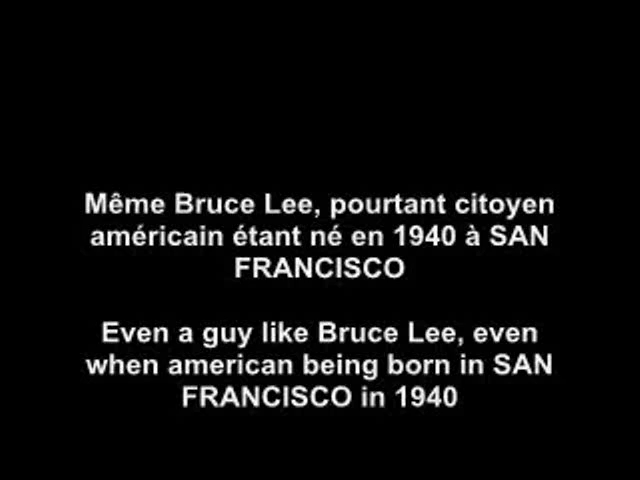 Même Bruce Lee, pourtant citoyen
américain étant né en 1940 à SAN
FRANCISCO
Even a guy like Bruce Lee, even
when american being born in SAN
FRANCISCO in 1940